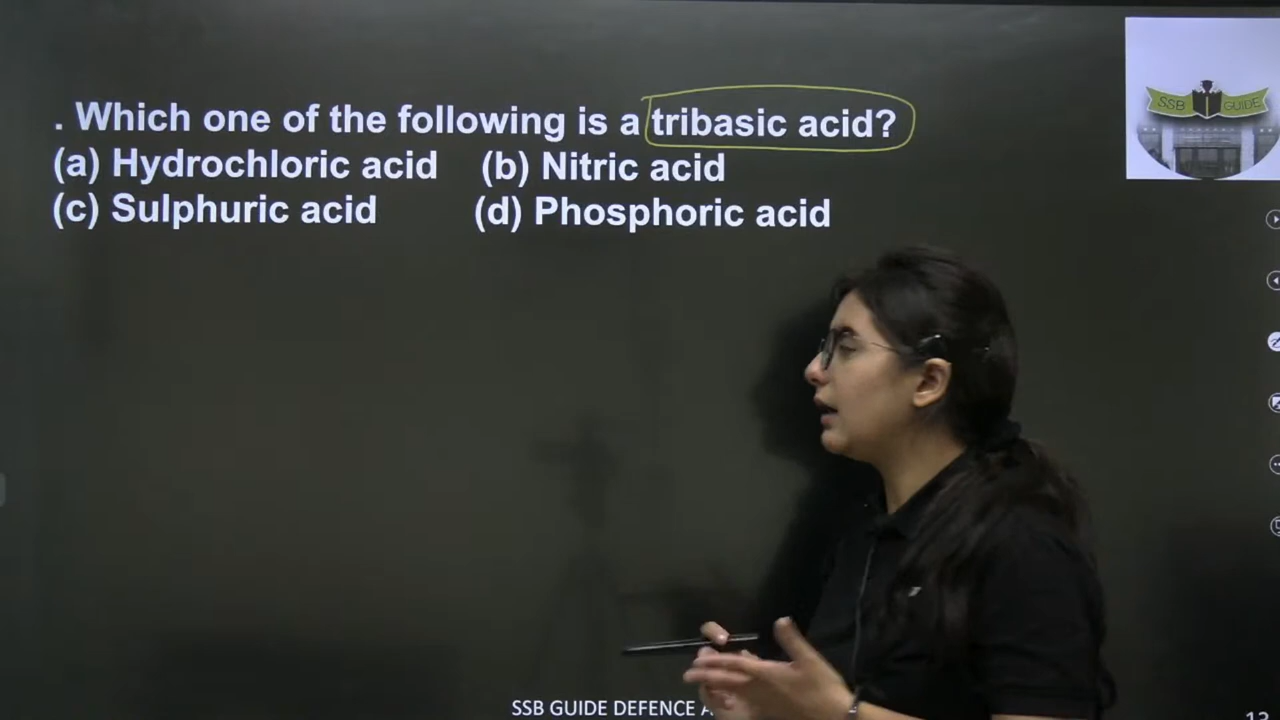 . Which one of the following is a tribasic acid?
(a) Hydrochloric acid (b) Nitric acid
(c) Sulphuric acid (d) Phosphoric acid
SSB GUIDE
SSB GUIDE DEFENCE